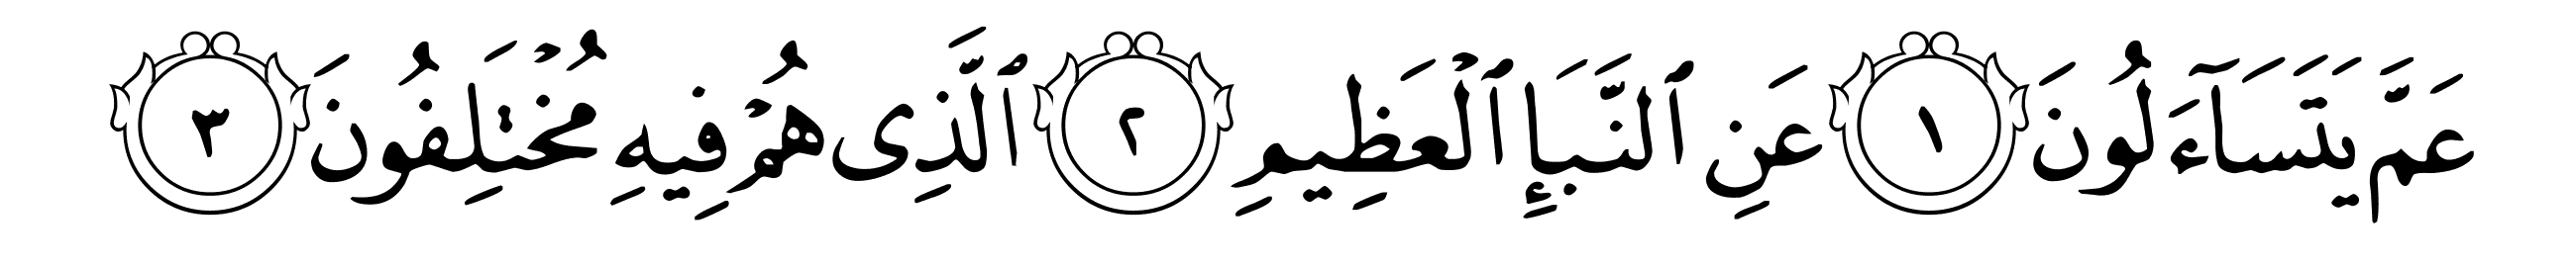 عَمَّ يَتَسَآءَلُونَ ١ عَنِ ٱلنَّبَإِ ٱلْعَظِيمِ ٢ ٱلَّذِى هُمْ فِيهِ مُخْتَلِفُونَ ٣